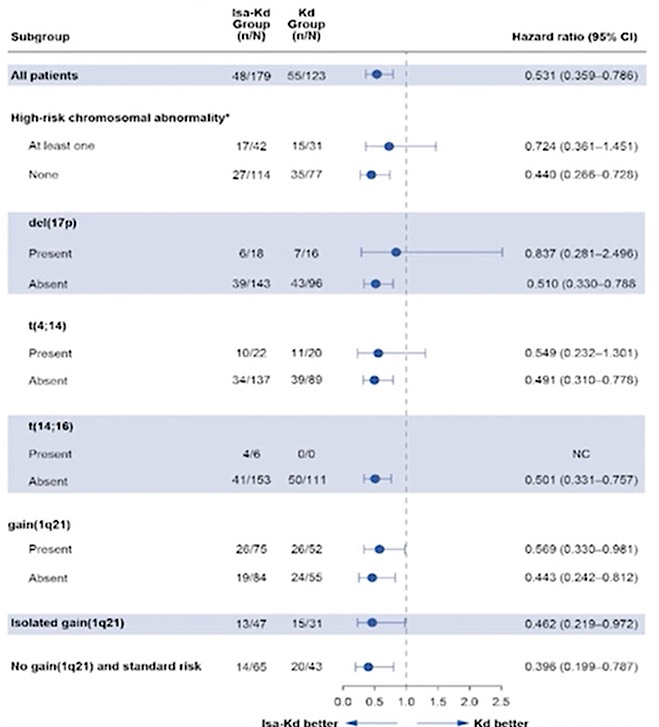 Subgroup Isa-Kd Group (n/N) Kd Group (n/N) Hazard ratio (95% CI)
All patients 48/179 55/123 0.531 (0.359–0.786)
High-risk chromosomal abnormality*
At least one 17/42 15/31 0.724 (0.361–1.451)
None 27/114 35/77 0.440 (0.266–0.728)
del(17p)
Present 6/18 7/16 0.837 (0.281–2.496)
Absent 39/143 43/96 0.510 (0.330–0.788
t(4;14)
Present 10/22 11/20 0.549 (0.232–1.301)
Absent 34/137 39/89 0.491 (0.310–0.778)
t(14;16)
Present 4/6 0/0 NC
Absent 41/153 50/111 0.501 (0.331–0.757)
gain(1q21)
Present 26/75 26/52 0.569 (0.330–0.981)
Absent 19/84 24/55 0.443 (0.242–0.812)
Isolated gain(1q21) 13/47 15/31 0.462 (0.219–0.972)
No gain(1q21) and standard risk 14/65 20/43 0.396 (0.199–0.787)
0.0 0.5 1.0 1.5 2.0 2.5
Isa-Kd better Kd better